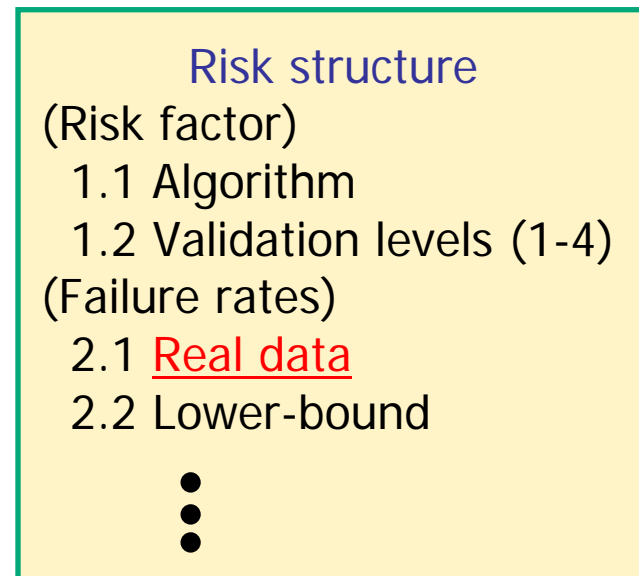 Risk structure
(Risk factor)
1.1 Algorithm
1.2 Validation levels (1-4)
(Failure rates)
2.1 Real data
2.2 Lower-bound